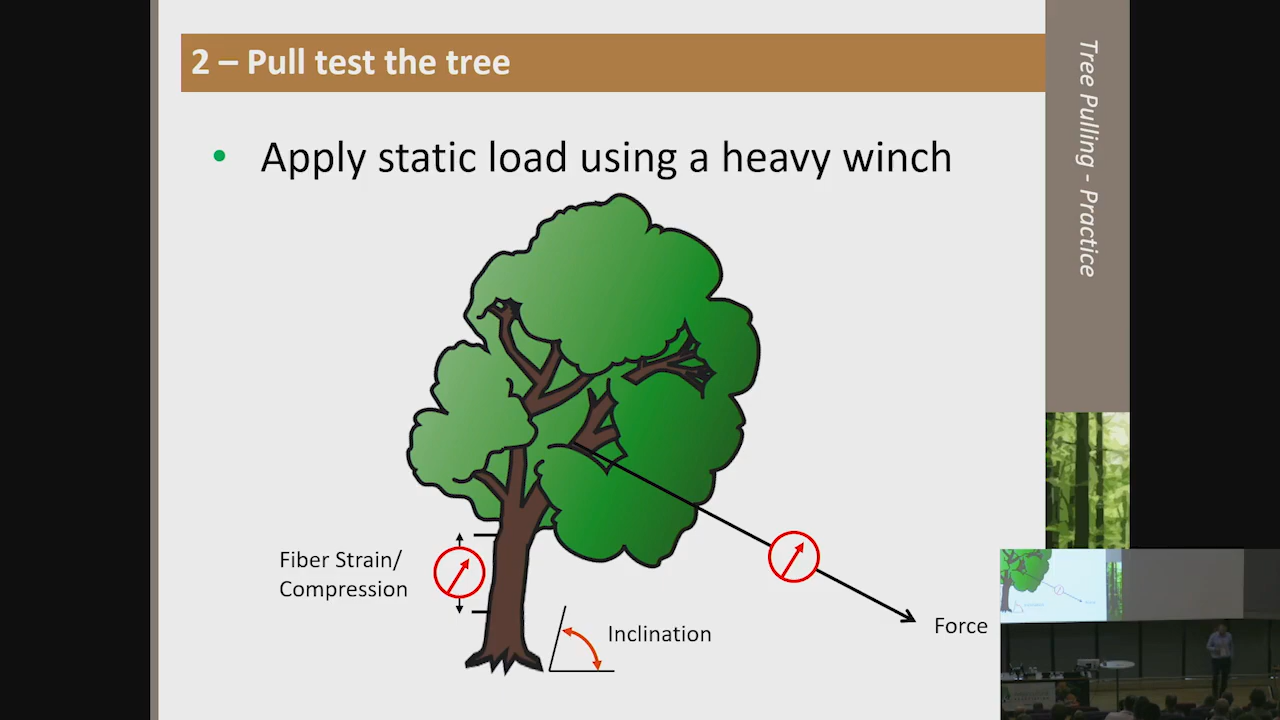 2 – Pull test the tree
Tree Pulling - Practice
• Apply static load using a heavy winch
Fiber Strain/
Compression
Inclination
Force